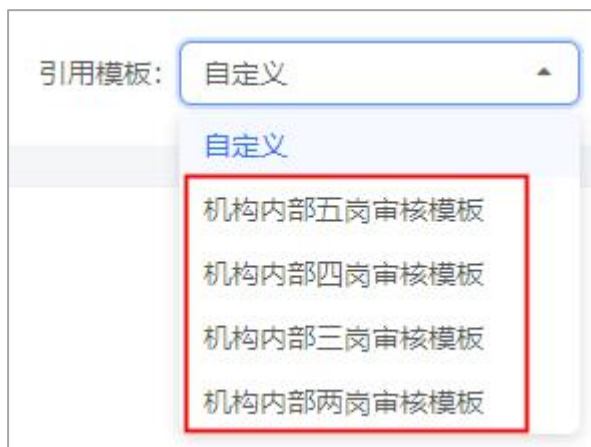 引用模板： 自定义
自定义
机构内部五岗审核模板
机构内部四岗审核模板
机构内部三岗审核模板
机构内部两岗审核模板